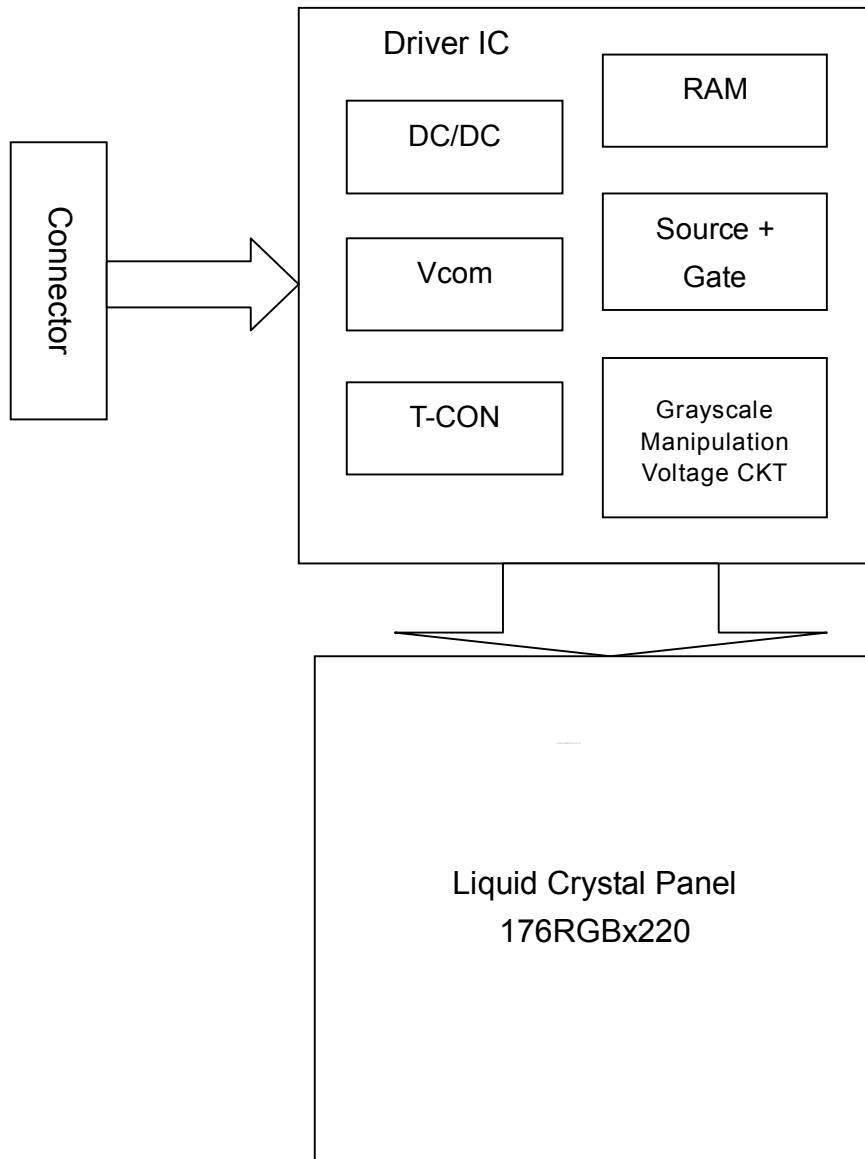 Driver IC
RAM
DC/DC
Connector
Source +
Gate
Vcom
T-CON
Grayscale
Manipulation
Voltage CKT
Liquid Crystal Panel
176RGBx220